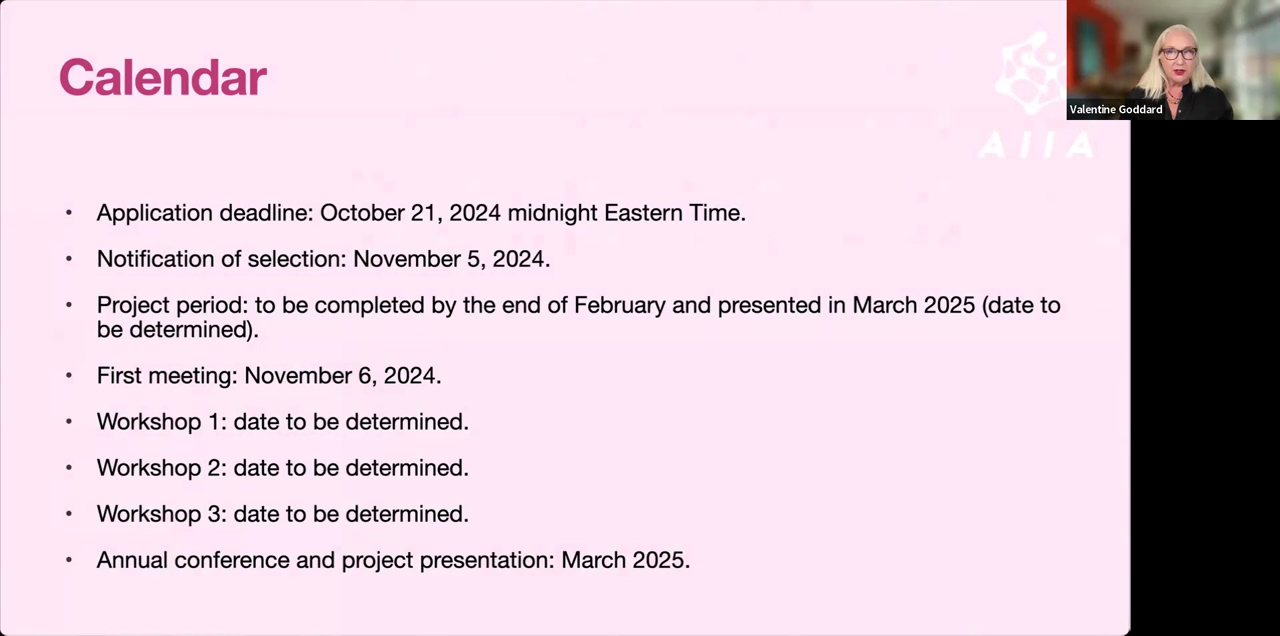 Calendar
AIIA
Valentine Goddard
• Application deadline: October 21, 2024 midnight Eastern Time.
• Notification of selection: November 5, 2024.
• Project period: to be completed by the end of February and presented in March 2025 (date to
be determined).
• First meeting: November 6, 2024.
• Workshop 1: date to be determined.
• Workshop 2: date to be determined.
• Workshop 3: date to be determined.
• Annual conference and project presentation: March 2025.